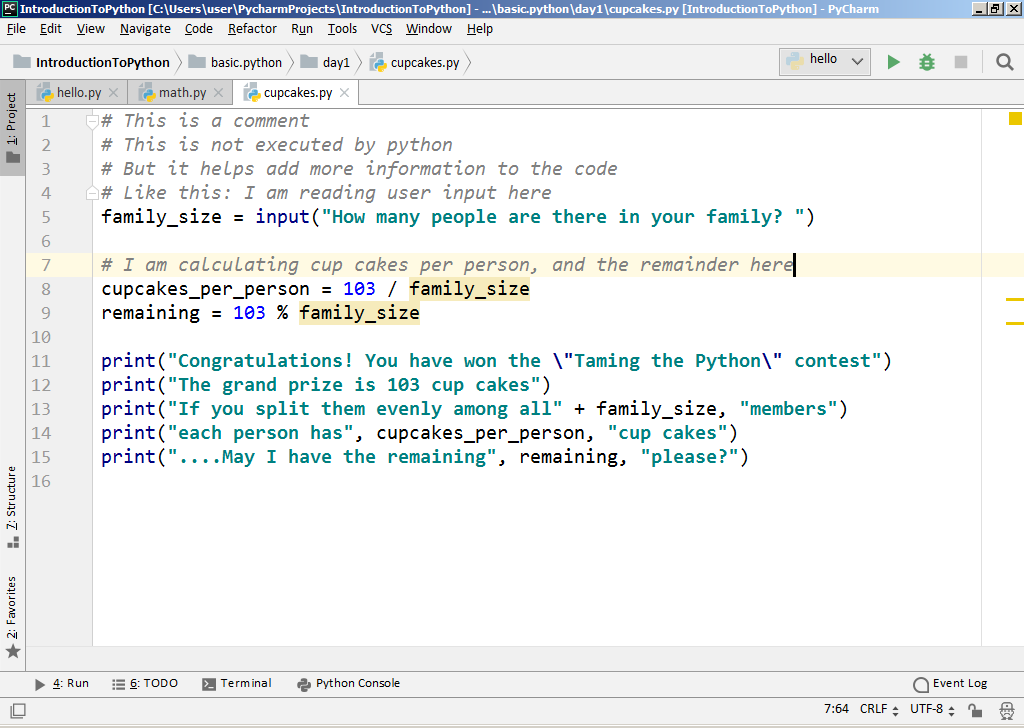 IntroductionToPython [C:\Users\user\PycharmProjects\IntroductionToPython] - ...\basic.python\day1\cupcakes.py [IntroductionToPython] - PyCharm
File Edit View Navigate Code Refactor Run Tools VCS Window Help
IntroductionToPython basic.python day1 cupcakes.py hello
hello.py math.py cupcakes.py
1: Project
1 # This is a comment
2 # This is not executed by python
3 # But it helps add more information to the code
4 # Like this: I am reading user input here
5 family_size = input("How many people are there in your family? ")
6
7 # I am calculating cup cakes per person, and the remainder here
8 cupcakes_per_person = 103 / family_size
9 remaining = 103 % family_size
10
11 print("Congratulations! You have won the \"Taming the Python\" contest")
12 print("The grand prize is 103 cup cakes")
13 print("If you split them evenly among all" + family_size, "members")
14 print("each person has", cupcakes_per_person, "cup cakes")
15 print("....May I have the remaining", remaining, "please?")
16
7: Structure
2: Favorites
4: Run 6: TODO Terminal Python Console Event Log
7:64 CRLF UTF-8